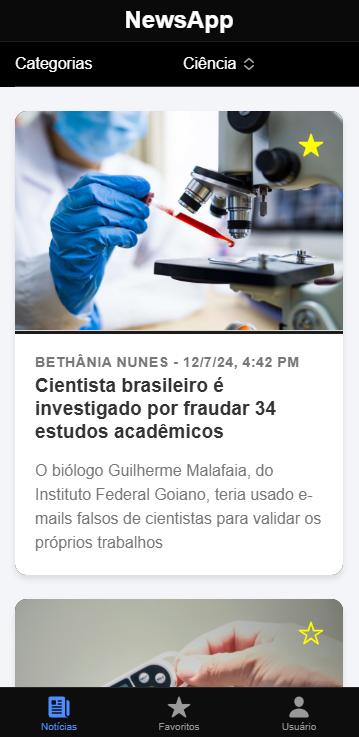 NewsApp
Categorias
Ciência
BETHÂNIA NUNES - 12/7/24, 4:42 PM
Cientista brasileiro é
investigado por fraudar 34
estudos acadêmicos
O biólogo Guilherme Malafaia, do
Instituto Federal Goiano, teria usado e-
mails falsos de cientistas para validar os
próprios trabalhos
Notícias
Favoritos
Usuário